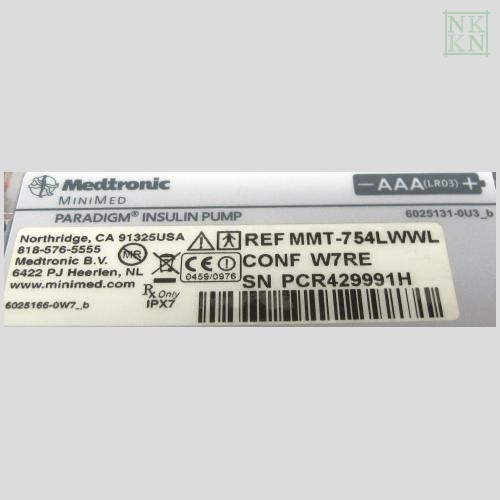 NK
KN
Medtronic
MINIMED
− AAA (LR03) +
PARADIGM® INSULIN PUMP
6025131-0U3_b
Northridge, CA 91325USA
818-576-5555
Medtronic B.V.
6422 PJ Heerlen, NL
www.minimed.com
6025166-0W7_b
CE
0459/0976
Rx Only
IPX7
REF MMT-754LWWL
CONF W7RE
SN PCR429991H